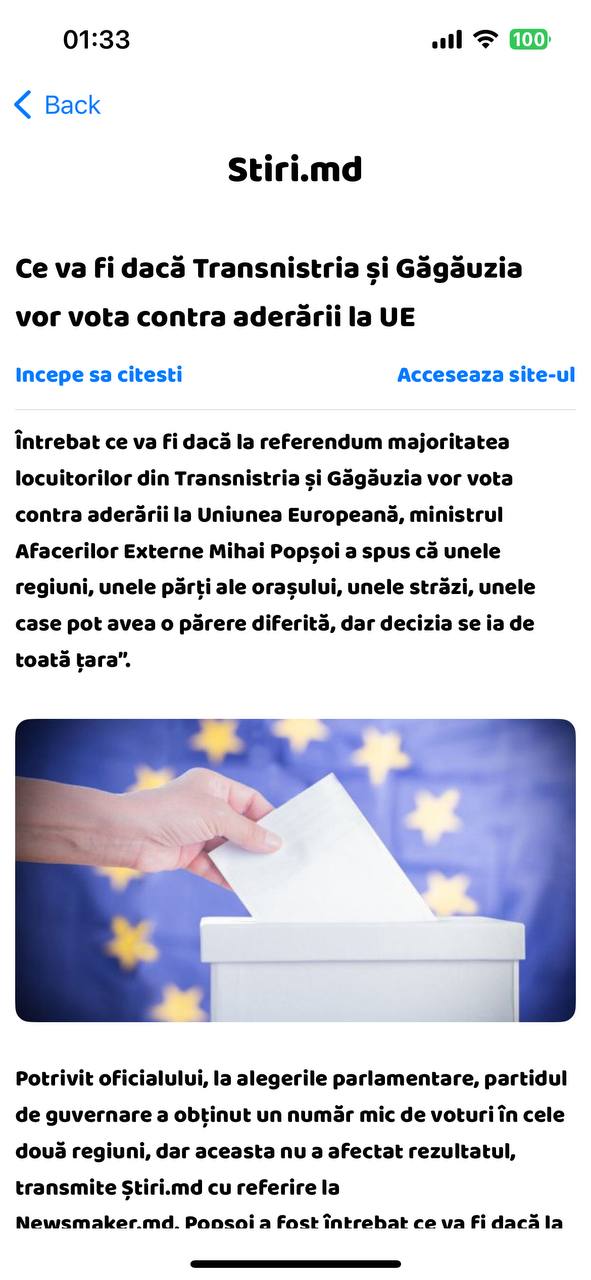 01:33
100
Back
Stiri.md
Ce va fi dacă Transnistria și Găgăuzia
vor vota contra aderării la UE
Incepe sa citesti
Acceseaza site-ul
Întrebat ce va fi dacă la referendum majoritatea
locuitorilor din Transnistria și Găgăuzia vor vota
contra aderării la Uniunea Europeană, ministrul
Afacerilor Externe Mihai Popșoi a spus că unele
regiuni, unele părți ale orașului, unele străzi, unele
case pot avea o părere diferită, dar decizia se ia de
toată țara”.
Potrivit oficialului, la alegerile parlamentare, partidul
de guvernare a obținut un număr mic de voturi în cele
două regiuni, dar aceasta nu a afectat rezultatul,
transmite Știri.md cu referire la
Newsmaker.md. Popșoi a fost întrebat ce va fi dacă la